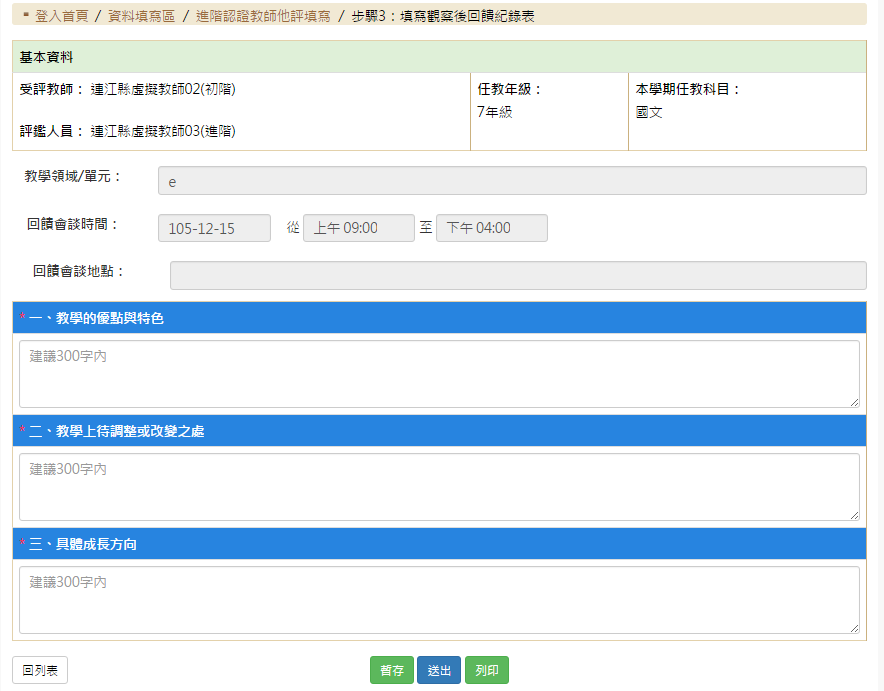 登入首頁 / 資料填寫區 / 進階認證教師他評填寫 / 步驟3：填寫觀察後回饋紀錄表
基本資料
受評教師： 連江縣虛擬教師02(初階)
評鑑人員： 連江縣虛擬教師03(進階)
任教年級：
7年級
本學期任教科目：
國文
教學領域/單元： e
回饋會談時間： 105-12-15 從 上午 09:00 至 下午 04:00
回饋會談地點：
* 一、教學的優點與特色
建議300字內
* 二、教學上待調整或改變之處
建議300字內
* 三、具體成長方向
建議300字內
回列表 暫存 送出 列印